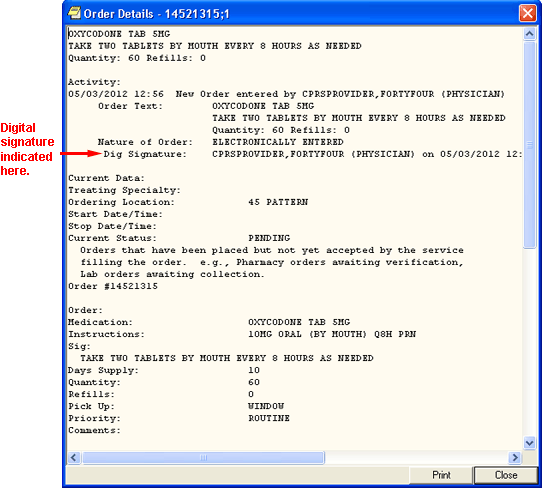 Order Details - 14521315;1
OXYCODONE TAB 5MG
TAKE TWO TABLETS BY MOUTH EVERY 8 HOURS AS NEEDED
Quantity: 60 Refills: 0
Activity:
05/03/2012 12:56 New Order entered by CPRSPROVIDER,FORTYFOUR (PHYSICIAN)
Order Text: OXYCODONE TAB 5MG
TAKE TWO TABLETS BY MOUTH EVERY 8 HOURS AS NEEDED
Quantity: 60 Refills: 0
Nature of Order: ELECTRONICALLY ENTERED
Dig Signature: CPRSPROVIDER,FORTYFOUR (PHYSICIAN) on 05/03/2012 12:
Digital
signature
indicated
here.
Current Data:
Treating Specialty:
Ordering Location: 45 PATTERN
Start Date/Time:
Stop Date/Time:
Current Status: PENDING
Orders that have been placed but not yet accepted by the service
filling the order. e.g., Pharmacy orders awaiting verification,
Lab orders awaiting collection.
Order #14521315
Order:
Medication: OXYCODONE TAB 5MG
Instructions: 10MG ORAL (BY MOUTH) Q8H PRN
Sig:
TAKE TWO TABLETS BY MOUTH EVERY 8 HOURS AS NEEDED
Days Supply: 10
Quantity: 60
Refills: 0
Pick Up: WINDOW
Priority: ROUTINE
Comments:
Print Close